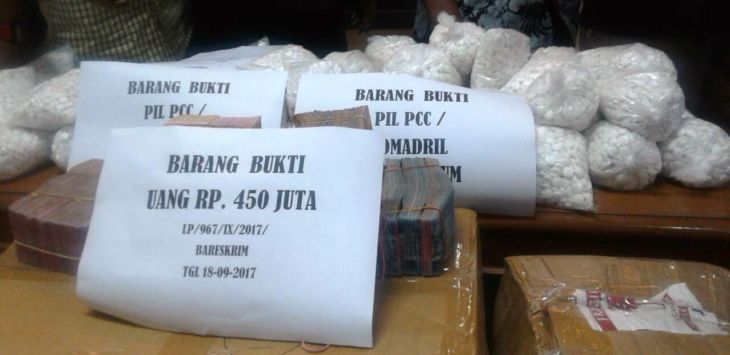 BARANG BUKTI
PIL PCC /
BARANG BUKTI
PIL PCC /
OMADRIL
UM
BARANG BUKTI
UANG RP. 450 JUTA
LP/967/IX/2017/
BARESKRIM
TGL 18-09-2017